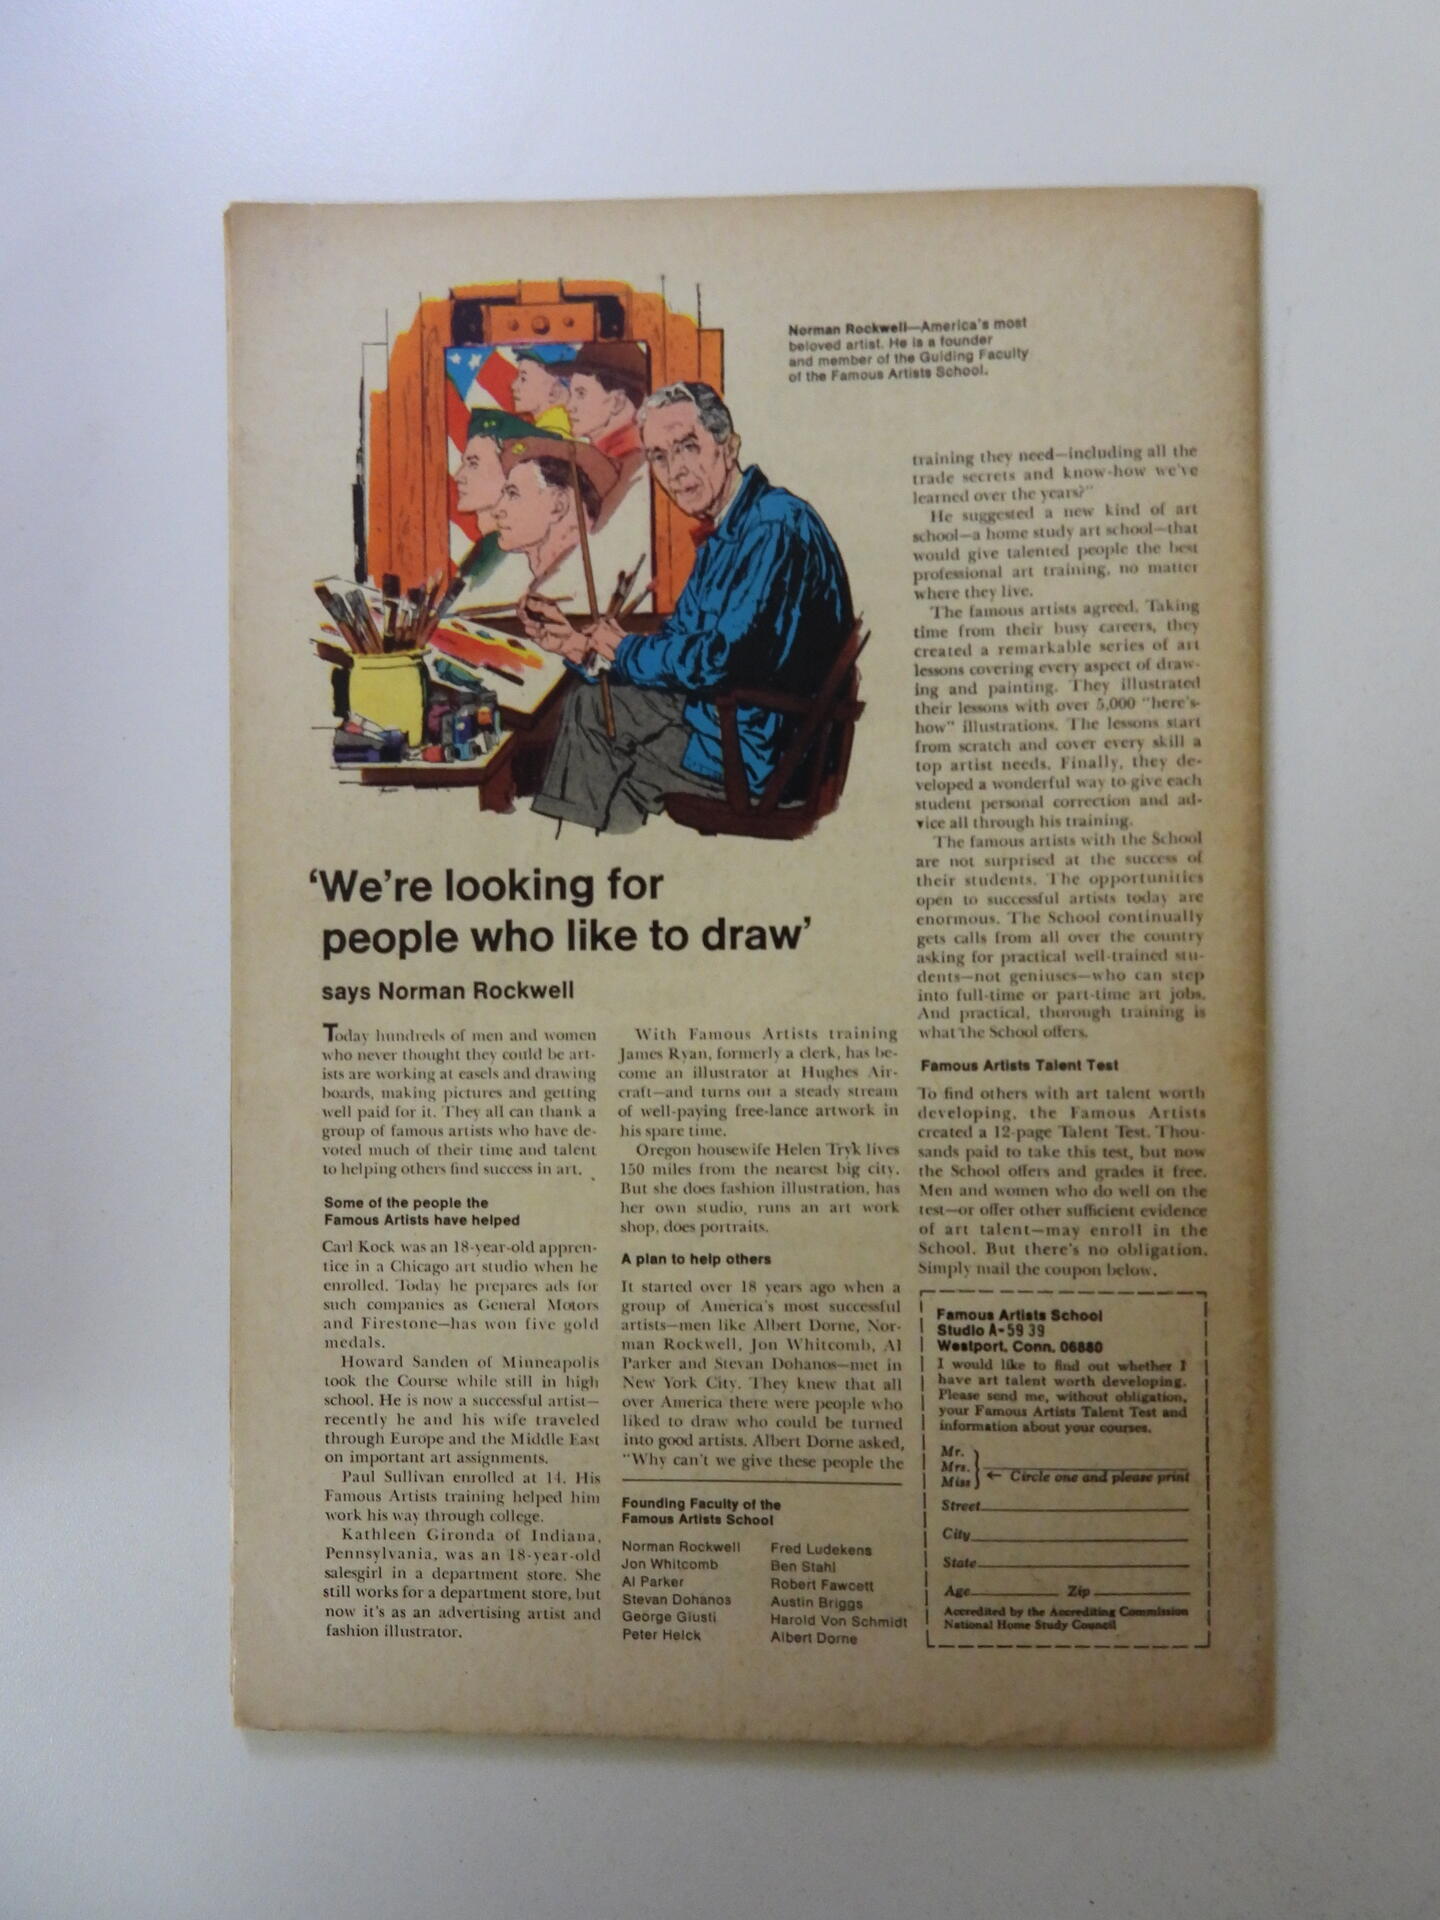 Norman Rockwell—America's most
beloved artist. He is a founder
and member of the Guiding Faculty
of the Famous Artists School.
'We're looking for
people who like to draw'
says Norman Rockwell
Today hundreds of men and women
who never thought they could be art-
ists are working at easels and drawing
boards, making pictures and getting
well paid for it. They all can thank a
group of famous artists who have de-
voted much of their time and talent
to helping others find success in art.
Some of the people the
Famous Artists have helped
Carl Kock was an 18-year-old appren-
tice in a Chicago art studio when he
enrolled. Today he prepares ads for
such companies as General Motors
and Firestone—has won five gold
medals.
Howard Sanden of Minneapolis
took the Course while still in high
school. He is now a successful artist—
recently he and his wife traveled
through Europe and the Middle East
on important art assignments.
Paul Sullivan enrolled at 14. His
Famous Artists training helped him
work his way through college.
Kathleen Gironda of Indiana,
Pennsylvania, was an 18-year-old
salesgirl in a department store. She
still works for a department store, but
now it's as an advertising artist and
fashion illustrator.
With Famous Artists training
James Ryan, formerly a clerk, has be-
come an illustrator at Hughes Air-
craft—and turns out a steady stream
of well-paying free-lance artwork in
his spare time.
Oregon housewife Helen Tryk lives
150 miles from the nearest big city.
But she does fashion illustration, has
her own studio, runs an art work
shop, does portraits.
A plan to help others
It started over 18 years ago when a
group of America's most successful
artists—men like Albert Dorne, Nor-
man Rockwell, Jon Whitcomb, Al
Parker and Stevan Dohanos—met in
New York City. They knew that all
over America there were people who
liked to draw who could be turned
into good artists. Albert Dorne asked,
"Why can't we give these people the
Founding Faculty of the
Famous Artists School
Norman Rockwell
Jon Whitcomb
Al Parker
Stevan Dohanos
George Giusti
Peter Helck
Fred Ludekens
Ben Stahl
Robert Fawcett
Austin Briggs
Harold Von Schmidt
Albert Dorne
training they need—including all the
trade secrets and know-how we've
learned over the years?"
He suggested a new kind of art
school—a home study art school—that
would give talented people the best
professional art training, no matter
where they live.
The famous artists agreed. Taking
time from their busy careers, they
created a remarkable series of art
lessons covering every aspect of draw-
ing and painting. They illustrated
their lessons with over 5,000 "here's-
how" illustrations. The lessons start
from scratch and cover every skill a
top artist needs. Finally, they de-
veloped a wonderful way to give each
student personal correction and ad-
vice all through his training.
The famous artists with the School
are not surprised at the success of
their students. The opportunities
open to successful artists today are
enormous. The School continually
gets calls from all over the country
asking for practical well-trained stu-
dents—not geniuses—who can step
into full-time or part-time art jobs.
And practical, thorough training is
what the School offers.
Famous Artists Talent Test
To find others with art talent worth
developing, the Famous Artists
created a 12-page Talent Test. Thou-
sands paid to take this test, but now
the School offers and grades it free.
Men and women who do well on the
test—or offer other sufficient evidence
of art talent—may enroll in the
School. But there's no obligation.
Simply mail the coupon below.
Famous Artists School
Studio A-59 39
Westport, Conn. 06880
I would like to find out whether I
have art talent worth developing.
Please send me, without obligation,
your Famous Artists Talent Test and
information about your courses.
Mr.
Mrs.
Miss
← Circle one and please print
Street
City
State
Age Zip
Accredited by the Accrediting Commission
National Home Study Council